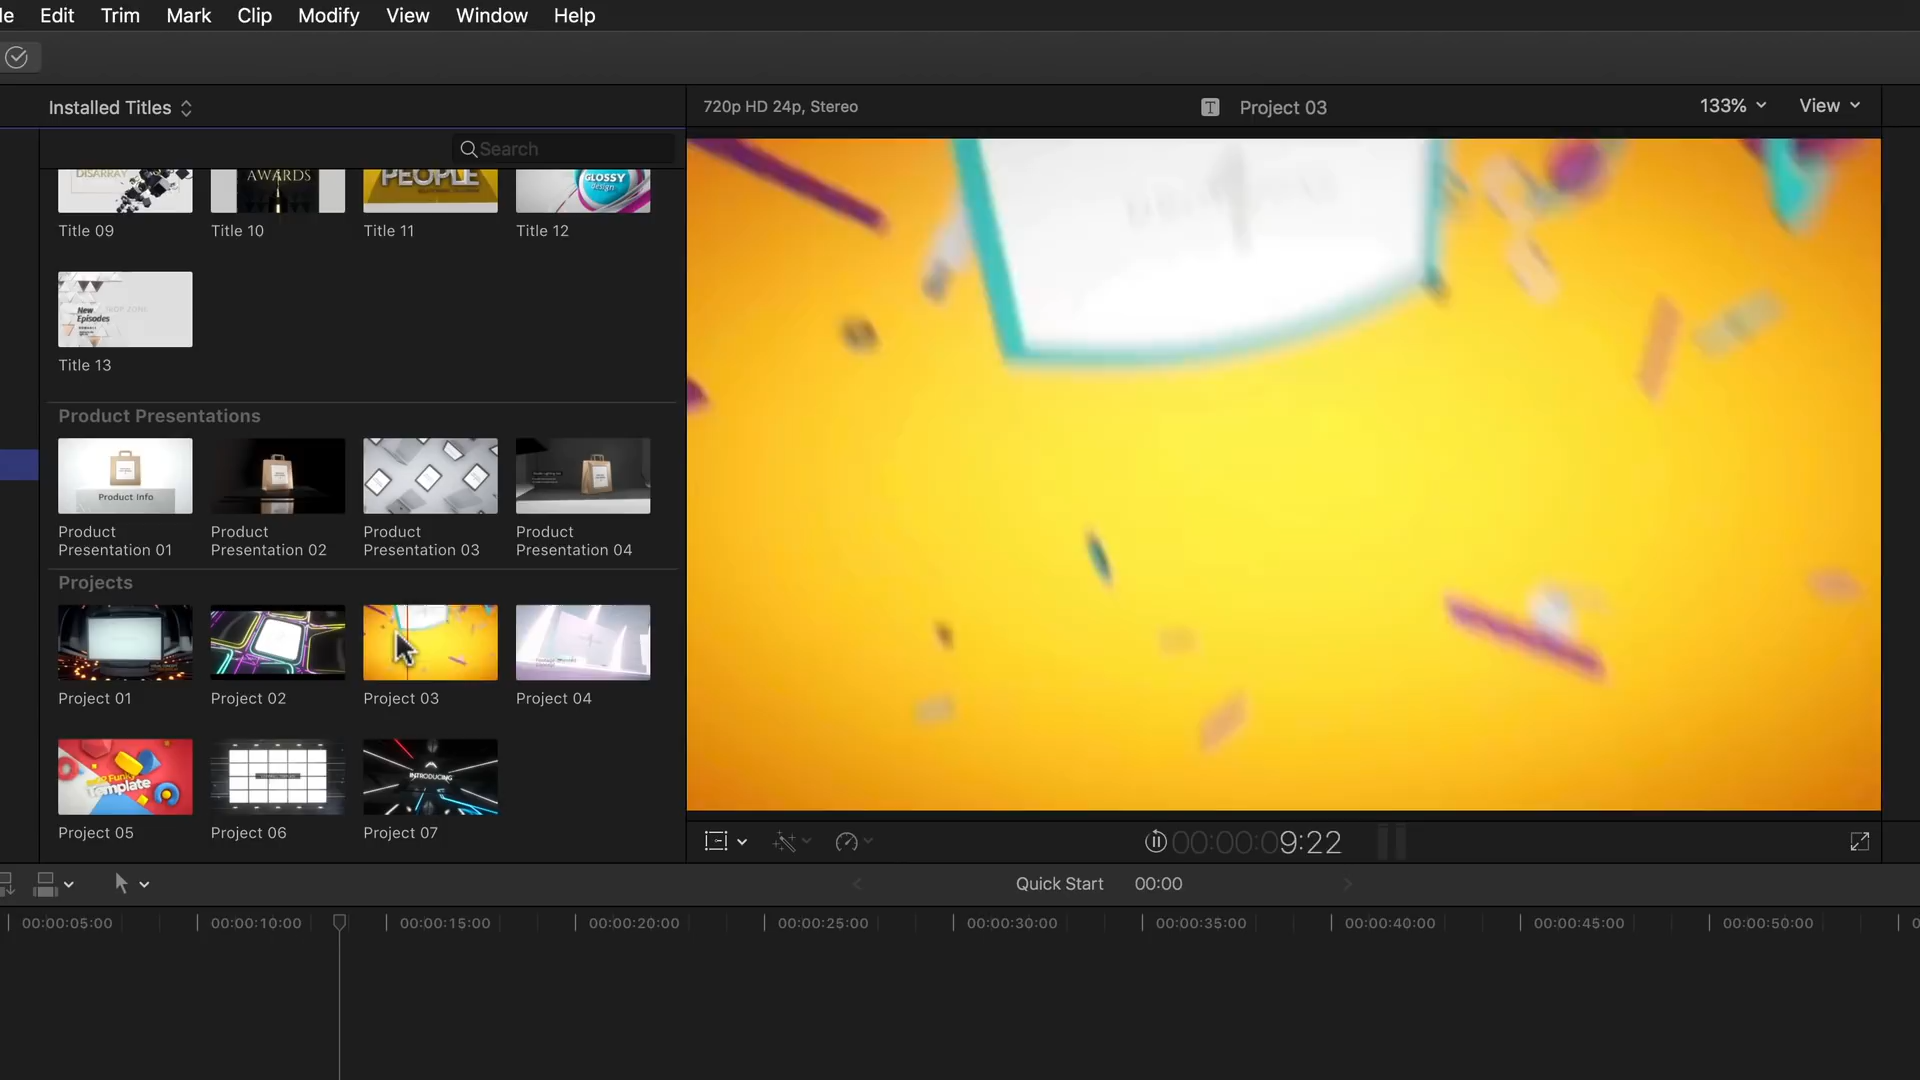 le Edit Trim Mark Clip Modify View Window Help
Installed Titles
720p HD 24p, Stereo
T Project 03
133% View
Search
DISARRAY
AWARDS
PEOPLE
GLOSSY
design
Title 09
Title 10
Title 11
Title 12
New
Episodes
DROP ZONE
Title 13
Product Presentations
Product Info
Product
Presentation 01
Product
Presentation 02
Product
Presentation 03
Product
Presentation 04
Projects
Project 01
Project 02
Project 03
Project 04
Template
INTRODUCING
Project 05
Project 06
Project 07
00:00:09:22
Quick Start 00:00
00:00:05:00 00:00:10:00 00:00:15:00 00:00:20:00 00:00:25:00 00:00:30:00 00:00:35:00 00:00:40:00 00:00:45:00 00:00:50:00